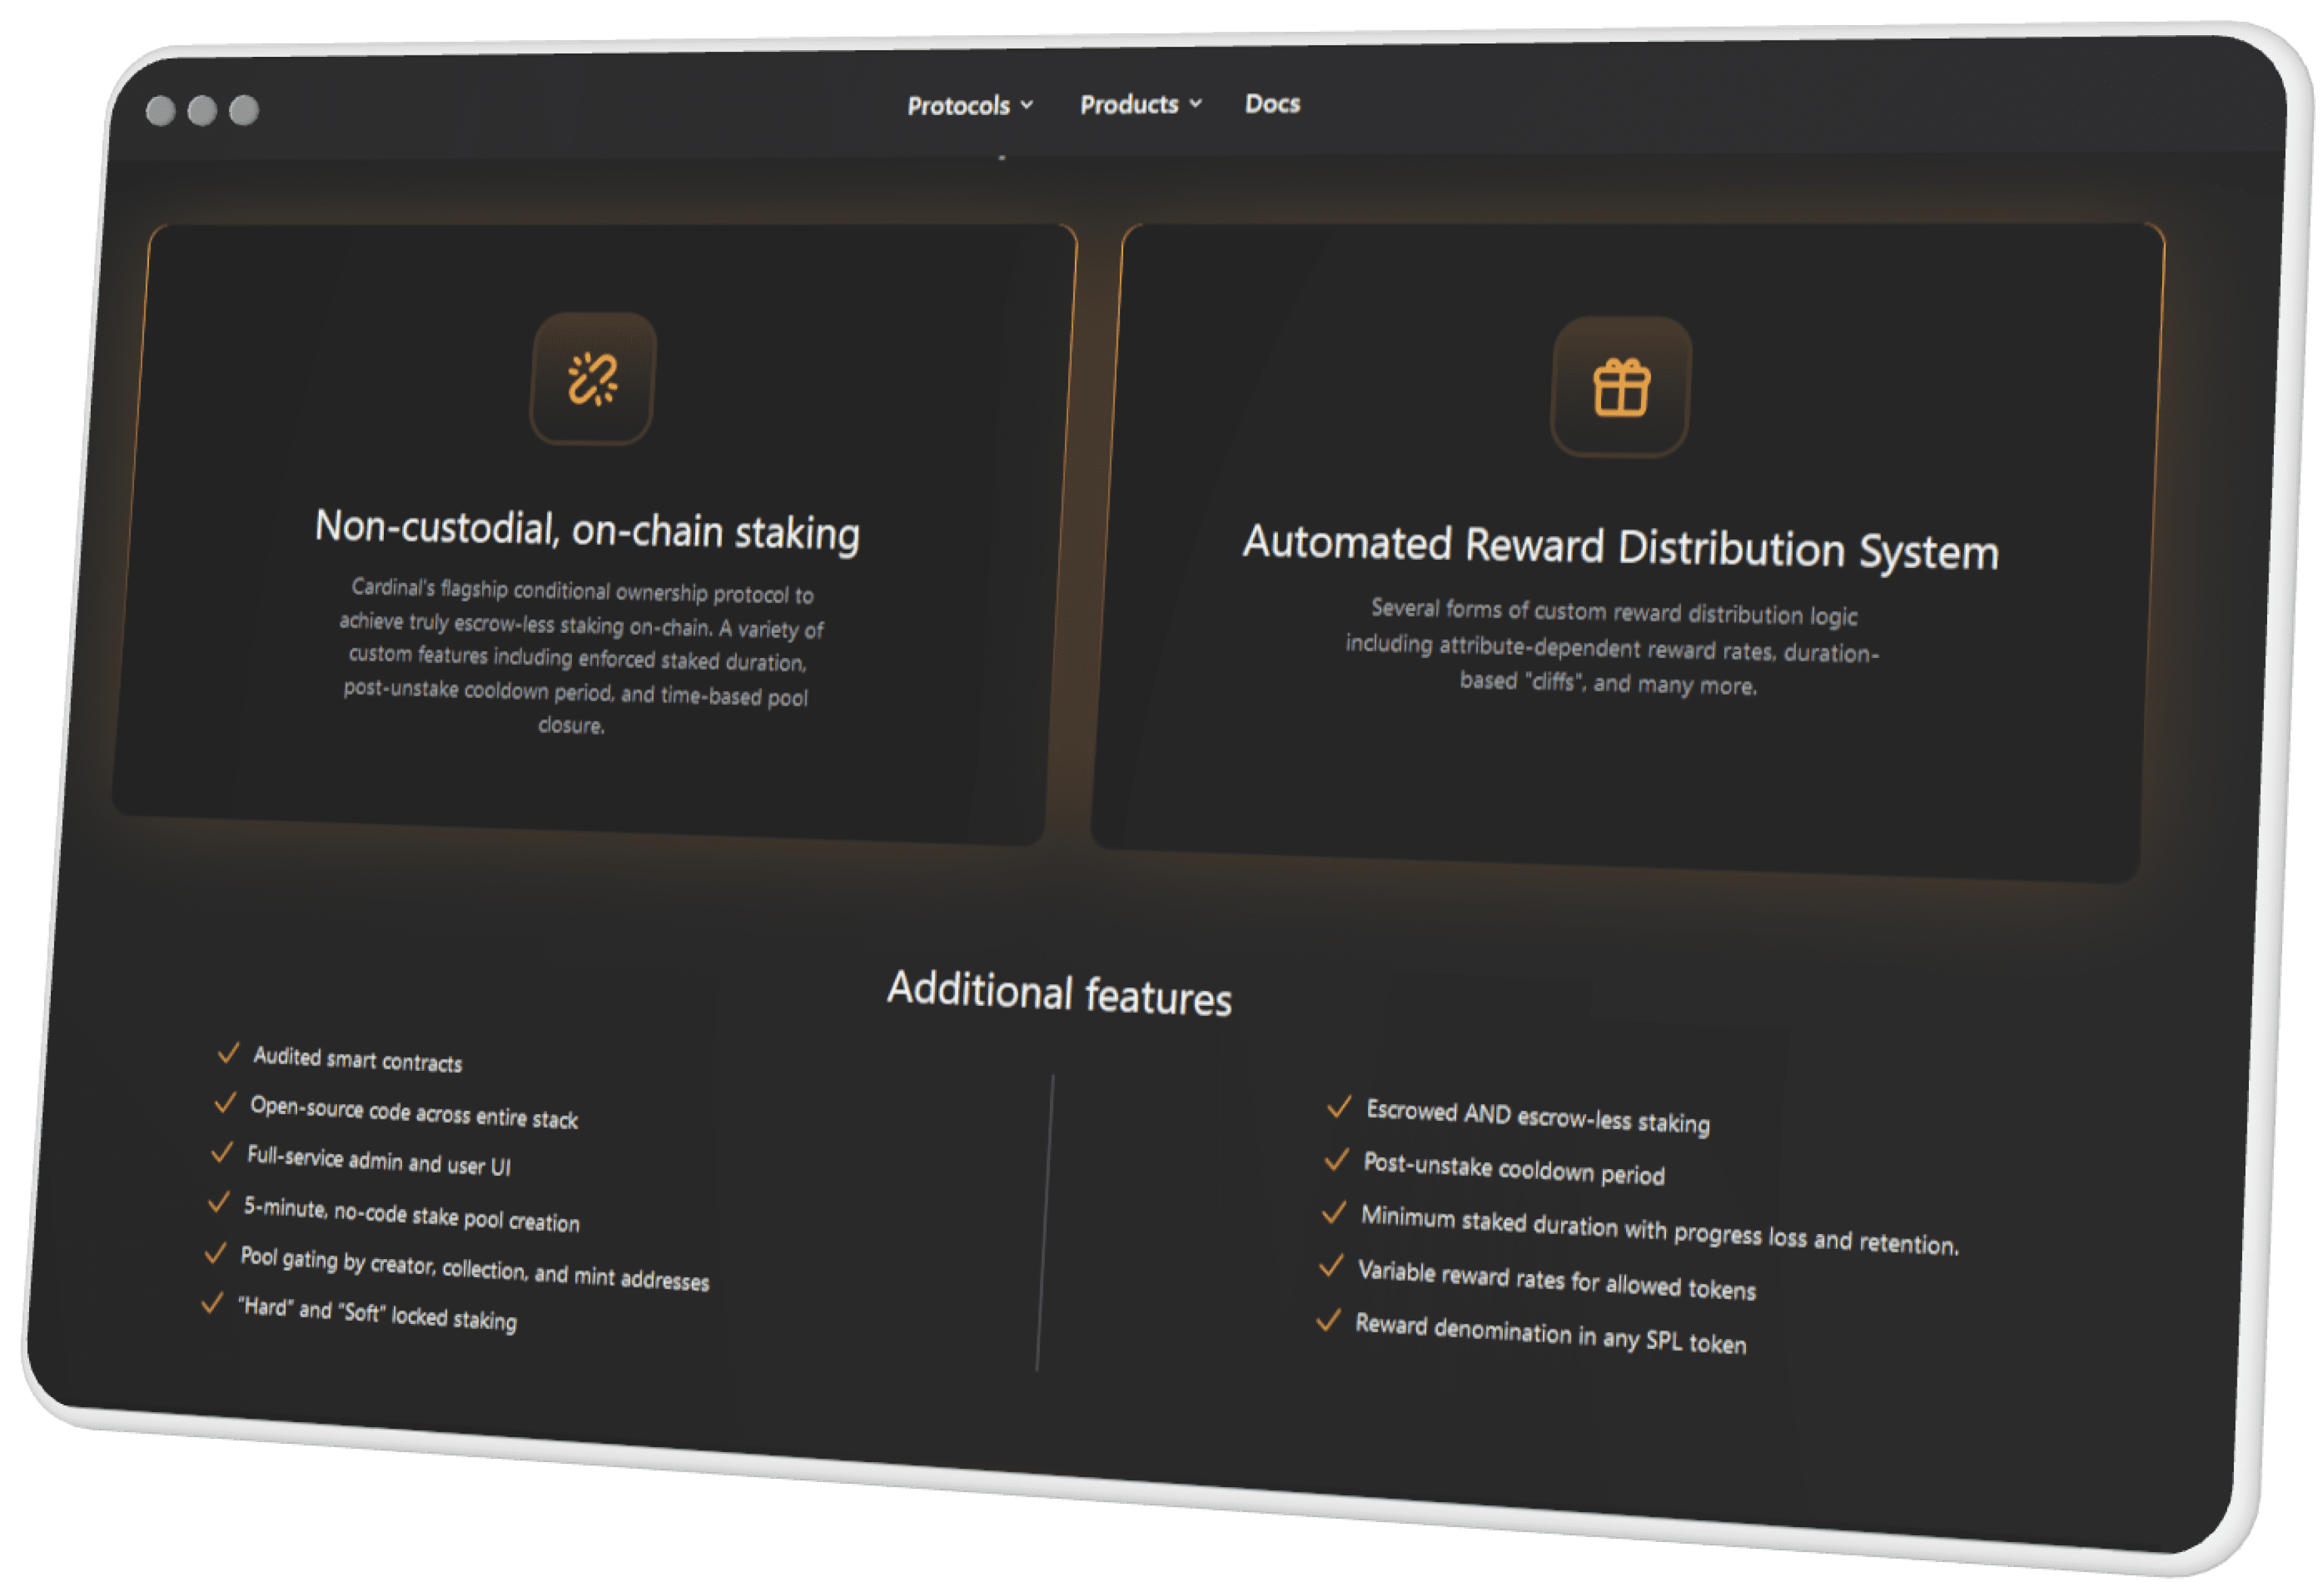 Protocols
Products
Docs
Non-custodial, on-chain staking
Cardinal's flagship conditional ownership protocol to
achieve truly escrow-less staking on-chain. A variety of
custom features including enforced staked duration,
post-unstake cooldown period, and time-based pool
closure.
Automated Reward Distribution System
Several forms of custom reward distribution logic
including attribute-dependent reward rates, duration-
based "cliffs", and many more.
Additional features
Audited smart contracts
Open-source code across entire stack
Full-service admin and user UI
5-minute, no-code stake pool creation
Pool gating by creator, collection, and mint addresses
“Hard” and “Soft” locked staking
Escrowed AND escrow-less staking
Post-unstake cooldown period
Minimum staked duration with progress loss and retention.
Variable reward rates for allowed tokens
Reward denomination in any SPL token